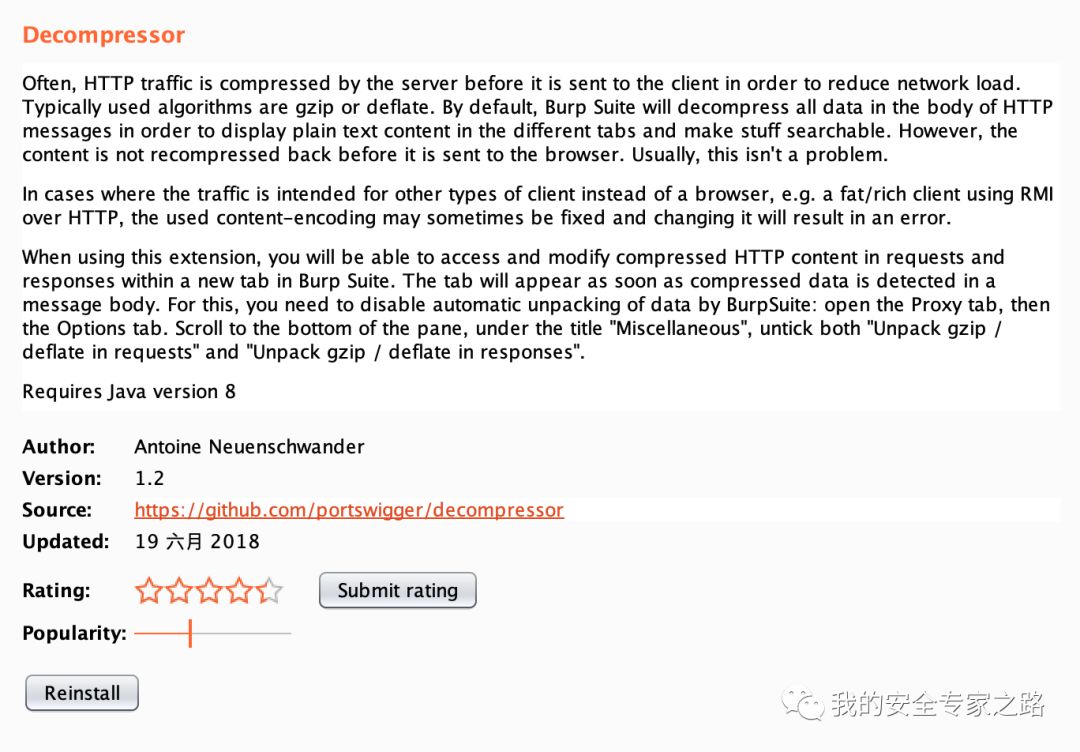 Decompressor
Often, HTTP traffic is compressed by the server before it is sent to the client in order to reduce network load.
Typically used algorithms are gzip or deflate. By default, Burp Suite will decompress all data in the body of HTTP
messages in order to display plain text content in the different tabs and make stuff searchable. However, the
content is not recompressed back before it is sent to the browser. Usually, this isn't a problem.
In cases where the traffic is intended for other types of client instead of a browser, e.g. a fat/rich client using RMI
over HTTP, the used content-encoding may sometimes be fixed and changing it will result in an error.
When using this extension, you will be able to access and modify compressed HTTP content in requests and
responses within a new tab in Burp Suite. The tab will appear as soon as compressed data is detected in a
message body. For this, you need to disable automatic unpacking of data by BurpSuite: open the Proxy tab, then
the Options tab. Scroll to the bottom of the pane, under the title "Miscellaneous", untick both "Unpack gzip /
deflate in requests" and "Unpack gzip / deflate in responses".
Requires Java version 8
Author: Antoine Neuenschwander
Version: 1.2
Source: https://github.com/portswigger/decompressor
Updated: 19 六月 2018
Rating: Submit rating
Popularity:
Reinstall
我的安全专家之路